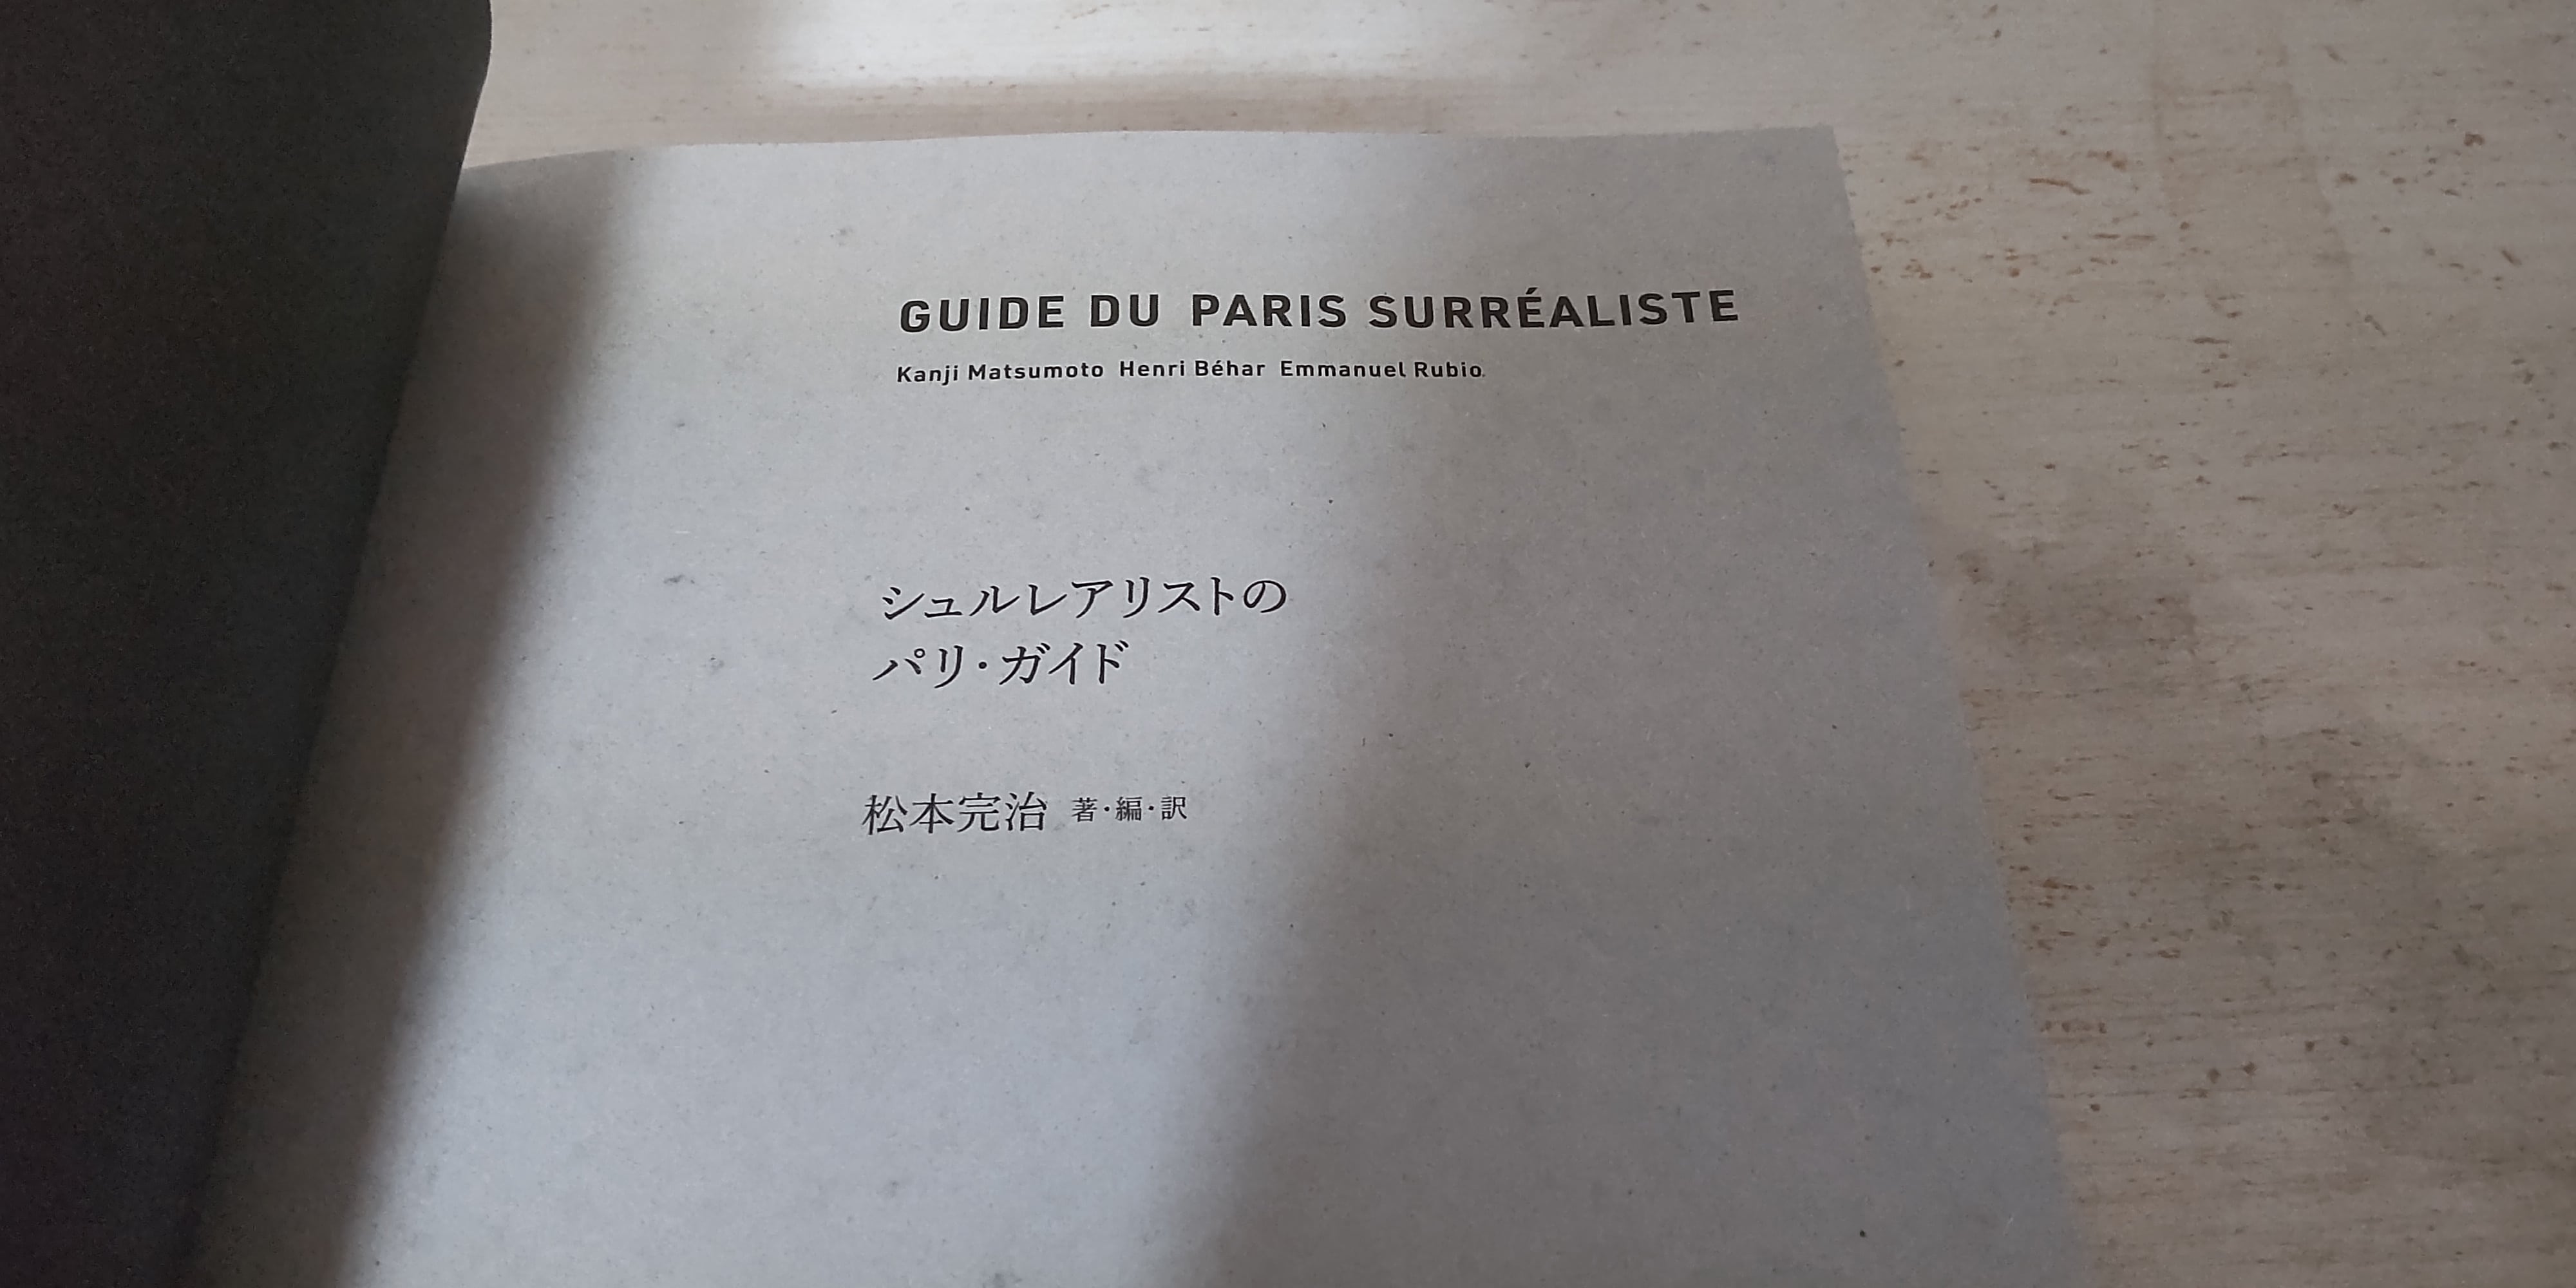 GUIDE DU PARIS SURRÉALISTE
Kanji Matsumoto Henri Béhar Emmanuel Rubio
シュルレアリストの
パリ・ガイド
松本完治 著・編・訳